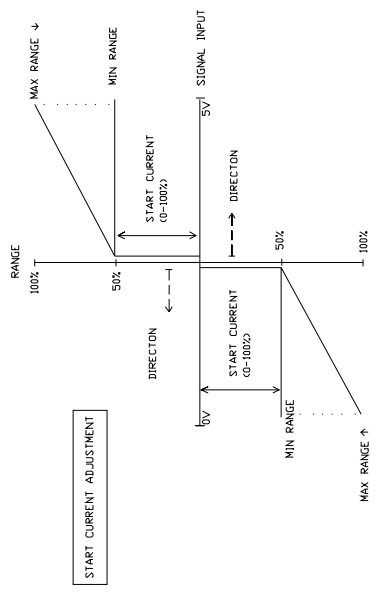 START CURRENT ADJUSTMENT
RANGE
100%
50%
MAX RANGE ↓
MIN RANGE
START CURRENT
(0-100%)
SIGNAL INPUT
5V
DIRECTON
DIRECTON
0V
START CURRENT
(0-100%)
50%
100%
MIN RANGE
MAX RANGE ↑